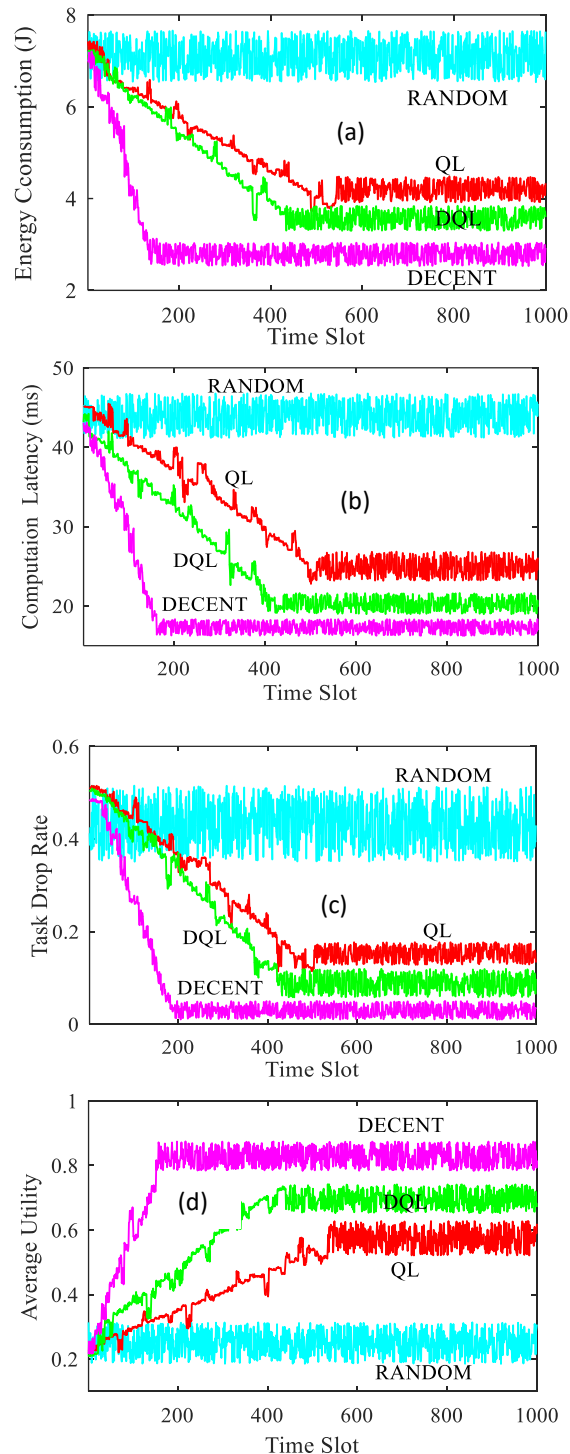 8
6
4
2
Energy Cconsumption (J)
RANDOM
(a)
QL
DQL
DECENT
200
400
600
800
1000
Time Slot
50
40
30
20
Computaion Latency (ms)
RANDOM
QL
(b)
DQL
DECENT
200
400
600
800
1000
Time Slot
0.6
0.4
0.2
0
Task Drop Rate
RANDOM
(c)
DQL
QL
DECENT
200
400
600
800
1000
Time Slot
1
0.8
0.6
0.4
0.2
Average Utility
DECENT
(d)
DQL
QL
RANDOM
200
400
600
800
1000
Time Slot